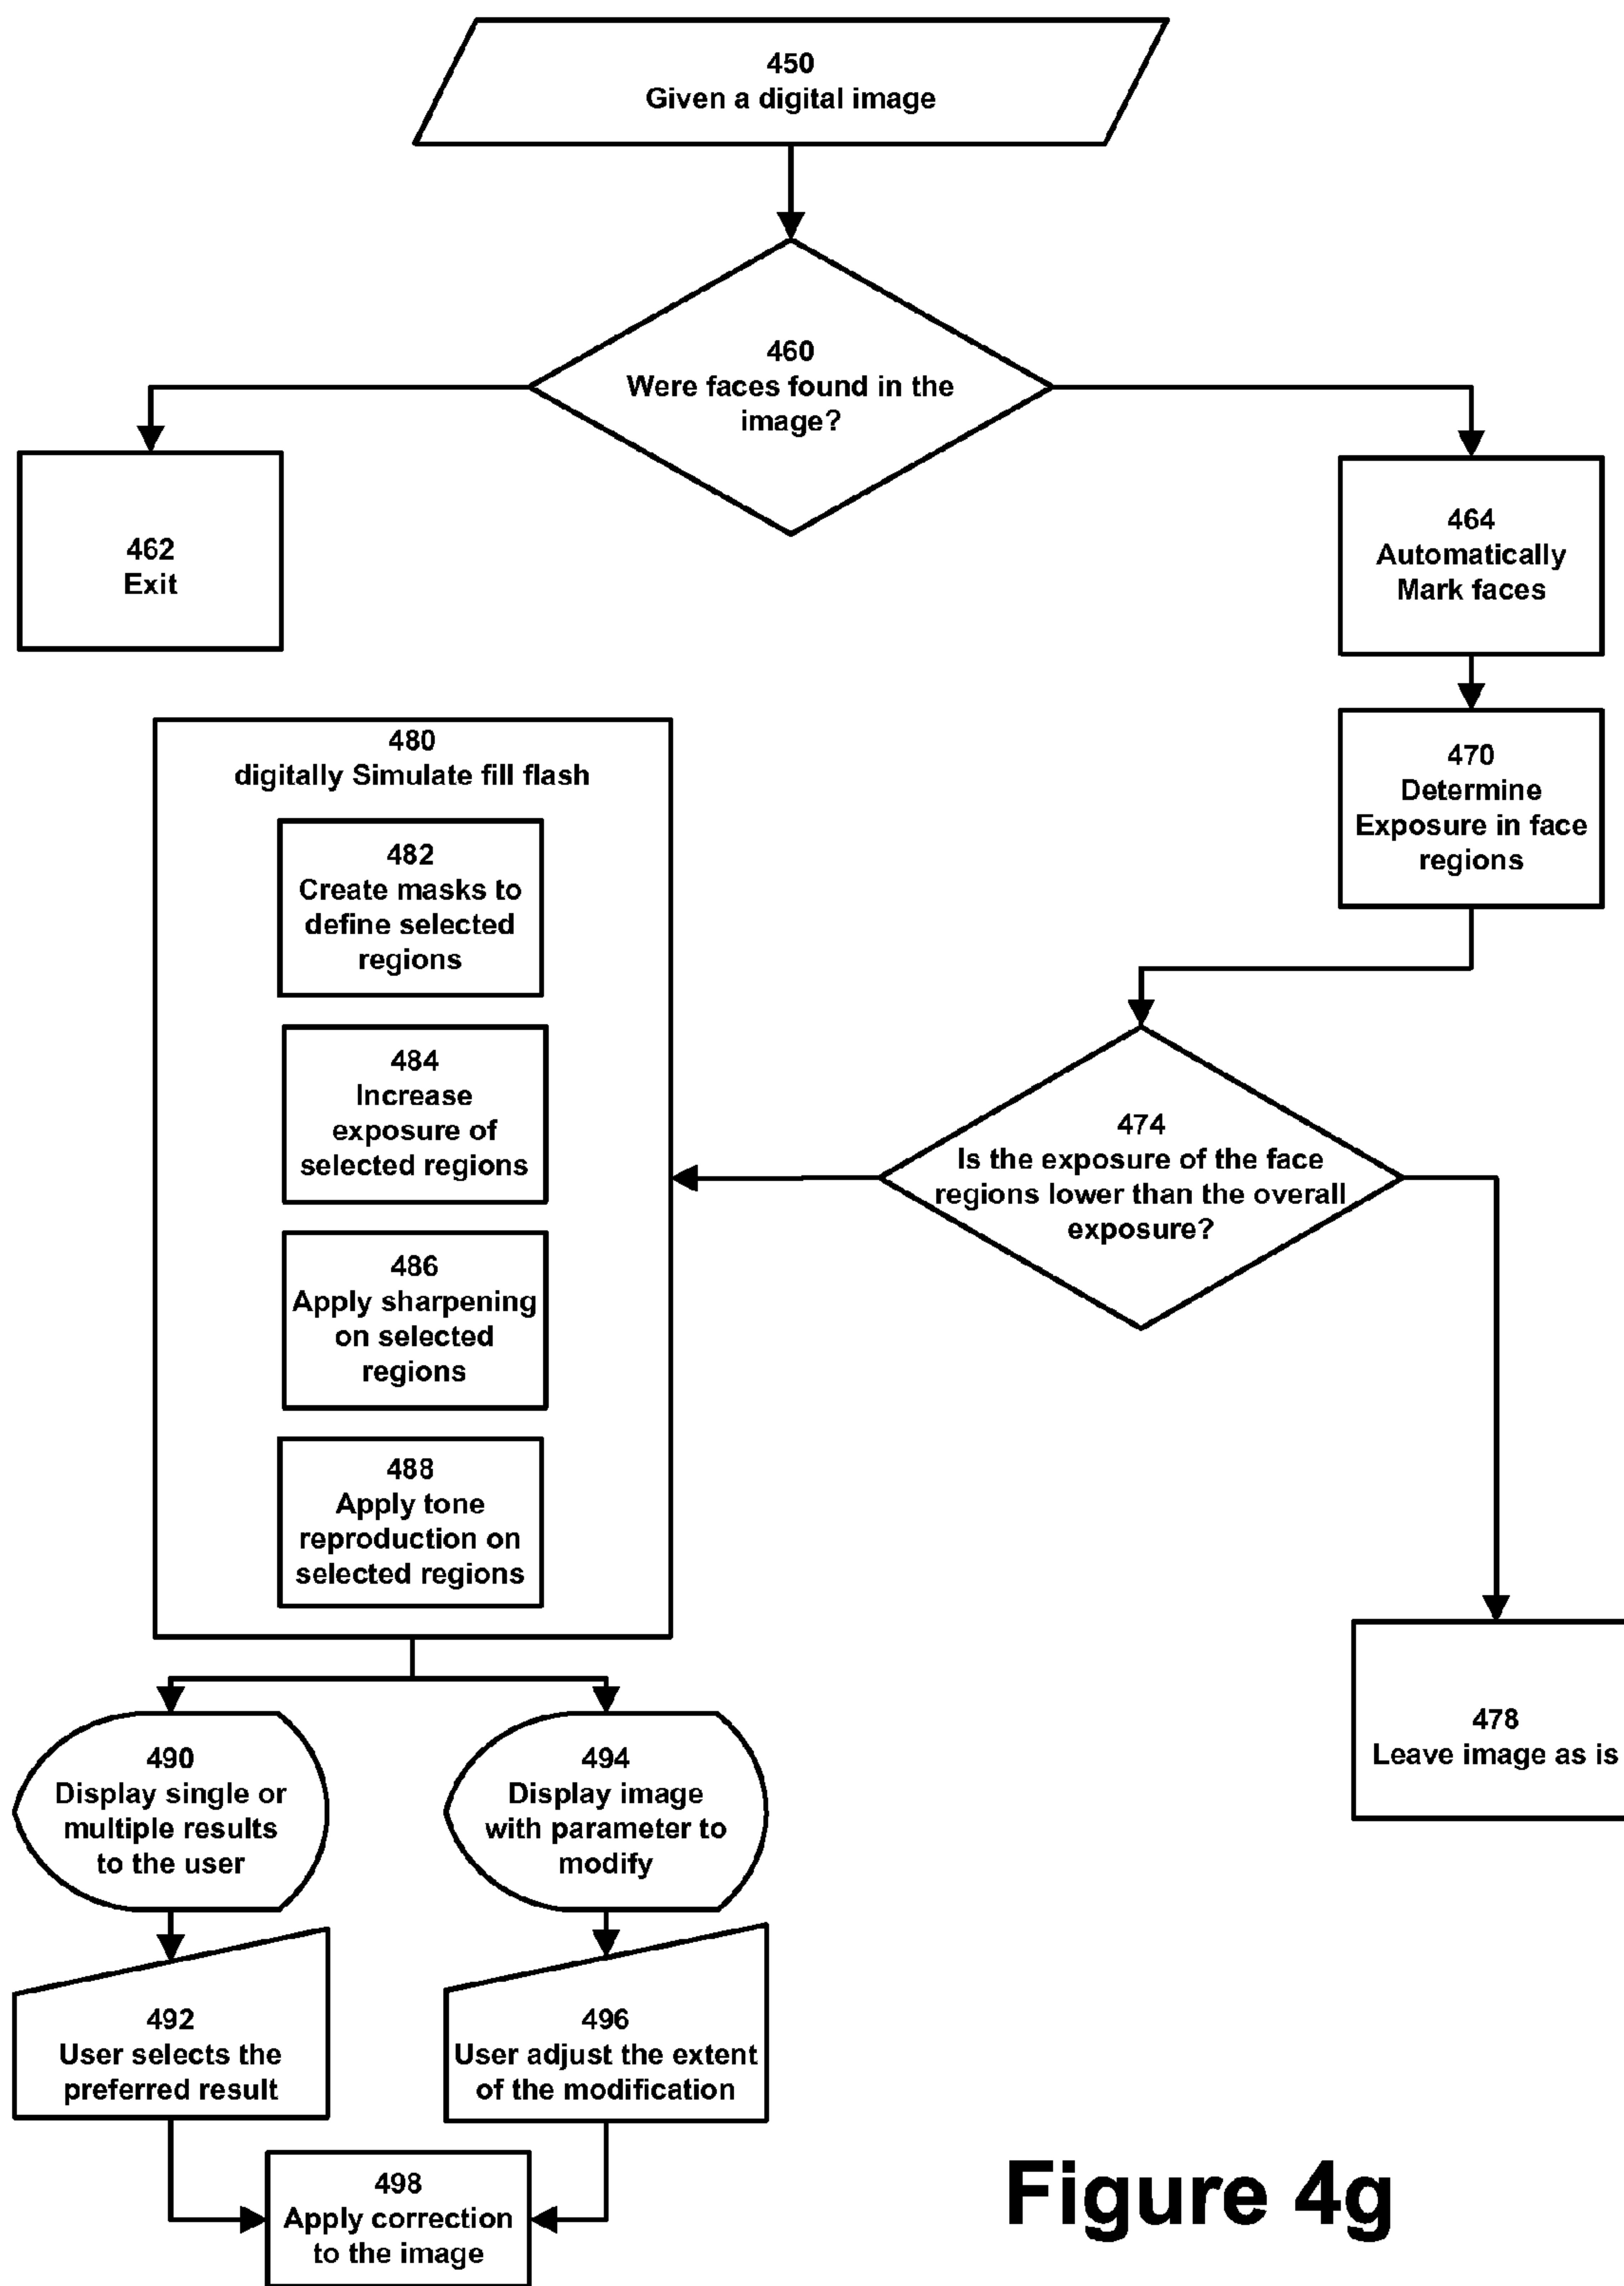 450
Given a digital image
460
Were faces found in the
image?
462
Exit
464
Automatically
Mark faces
470
Determine
Exposure in face
regions
474
Is the exposure of the face
regions lower than the overall
exposure?
478
Leave image as is
480
digitally Simulate fill flash
482
Create masks to
define selected
regions
484
Increase
exposure of
selected regions
486
Apply sharpening
on selected
regions
488
Apply tone
reproduction on
selected regions
490
Display single or
multiple results
to the user
494
Display image
with parameter to
modify
492
User selects the
preferred result
496
User adjust the extent
of the modification
498
Apply correction
to the image
Figure 4g